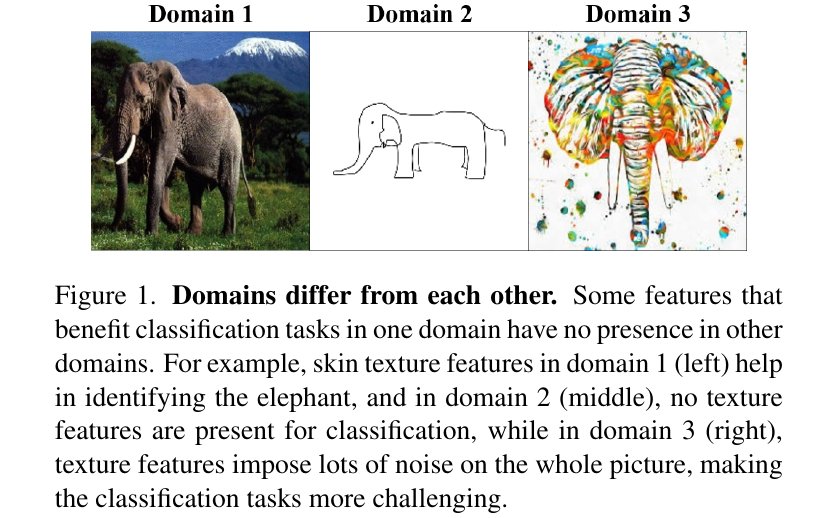 Domain 1 Domain 2 Domain 3
Figure 1. Domains differ from each other. Some features that
benefit classification tasks in one domain have no presence in other
domains. For example, skin texture features in domain 1 (left) help
in identifying the elephant, and in domain 2 (middle), no texture
features are present for classification, while in domain 3 (right),
texture features impose lots of noise on the whole picture, making
the classification tasks more challenging.